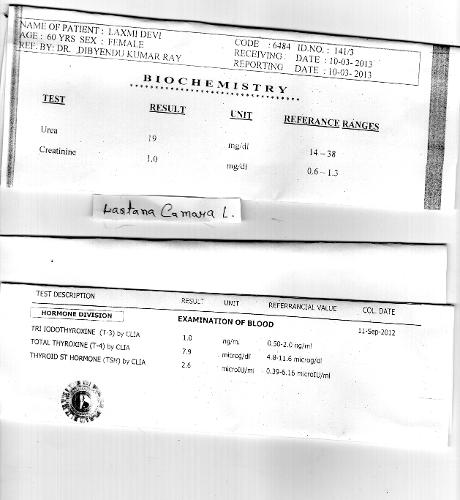 NAME OF PATIENT : LAXMI DEVI
AGE : 60 YRS SEX : FEMALE
REF. BY: DR. .DIBYENDU KUMAR RAY
CODE : 6484 ID.NO. : 141/3
RECEIVING DATE : 10-03-2013
REPORTING DATE : 10-03-2013
BIOCHEMISTRY
TEST RESULT UNIT REFERANCE RANGES
Urea 19 mg/dl 14 – 38
Creatinine 1.0 mg/dl 0.6 – 1.3
Lastana Camara L.
TEST DESCRIPTION RESULT UNIT REFERRANCIAL VALUE COL. DATE
HORMONE DIVISION EXAMINATION OF BLOOD 11-Sep-2012
TRI IODOTHYROXINE (T-3) by CLIA 1.0 ng/ml 0.50-2.0 ng/ml
TOTAL THYROXINE (T-4) by CLIA 7.9 microg/dl 4.8-11.6 microg/dl
THYROID ST HORMONE (TSH) by CLIA 2.6 microIU/ml 0.39-6.16 microIU/ml